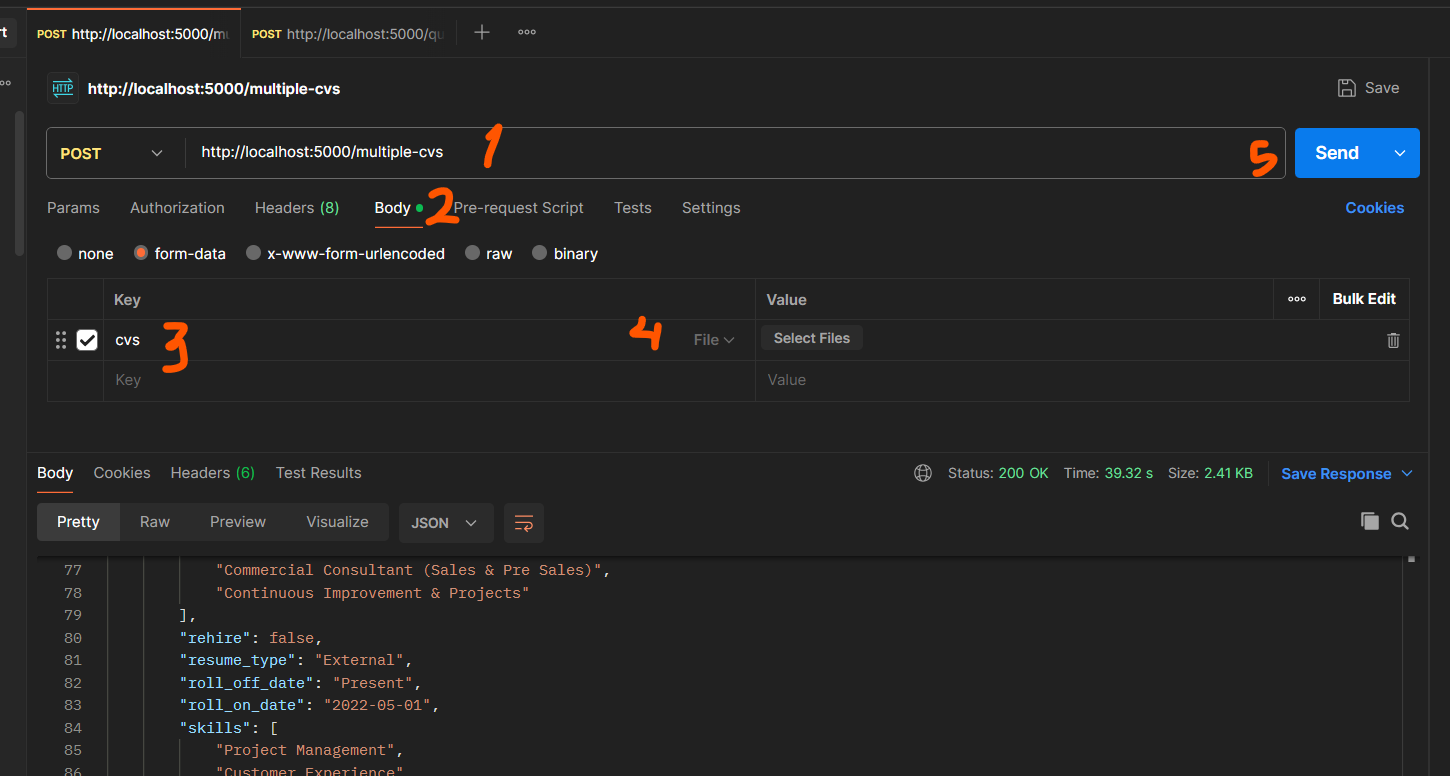 rt POST http://localhost:5000/mu POST http://localhost:5000/qu
HTTP http://localhost:5000/multiple-cvs Save
POST http://localhost:5000/multiple-cvs 1 5 Send
Params Authorization Headers (8) Body 2 Pre-request Script Tests Settings Cookies
none form-data x-www-form-urlencoded raw binary
Key Value Bulk Edit
cvs 3 4 File Select Files
Key Value
Body Cookies Headers (6) Test Results Status: 200 OK Time: 39.32 s Size: 2.41 KB Save Response
Pretty Raw Preview Visualize JSON
77 "Commercial Consultant (Sales & Pre Sales)",
78 "Continuous Improvement & Projects"
79 ],
80 "rehire": false,
81 "resume_type": "External",
82 "roll_off_date": "Present",
83 "roll_on_date": "2022-05-01",
84 "skills": [
85 "Project Management",
86 "Customer Experience"